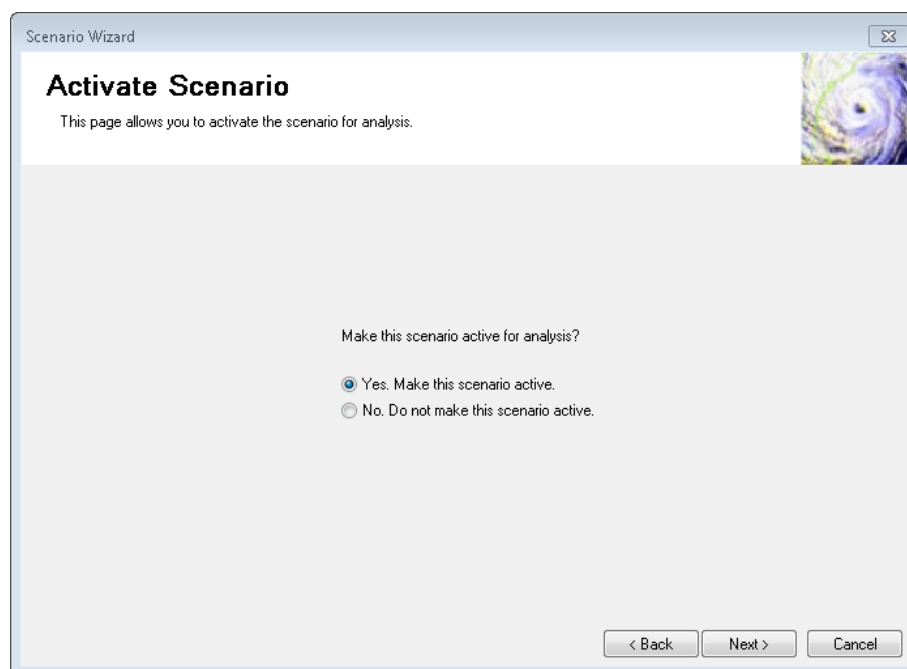 Scenario Wizard
Activate Scenario
This page allows you to activate the scenario for analysis.
Make this scenario active for analysis?
Yes. Make this scenario active.
No. Do not make this scenario active.
< Back Next > Cancel